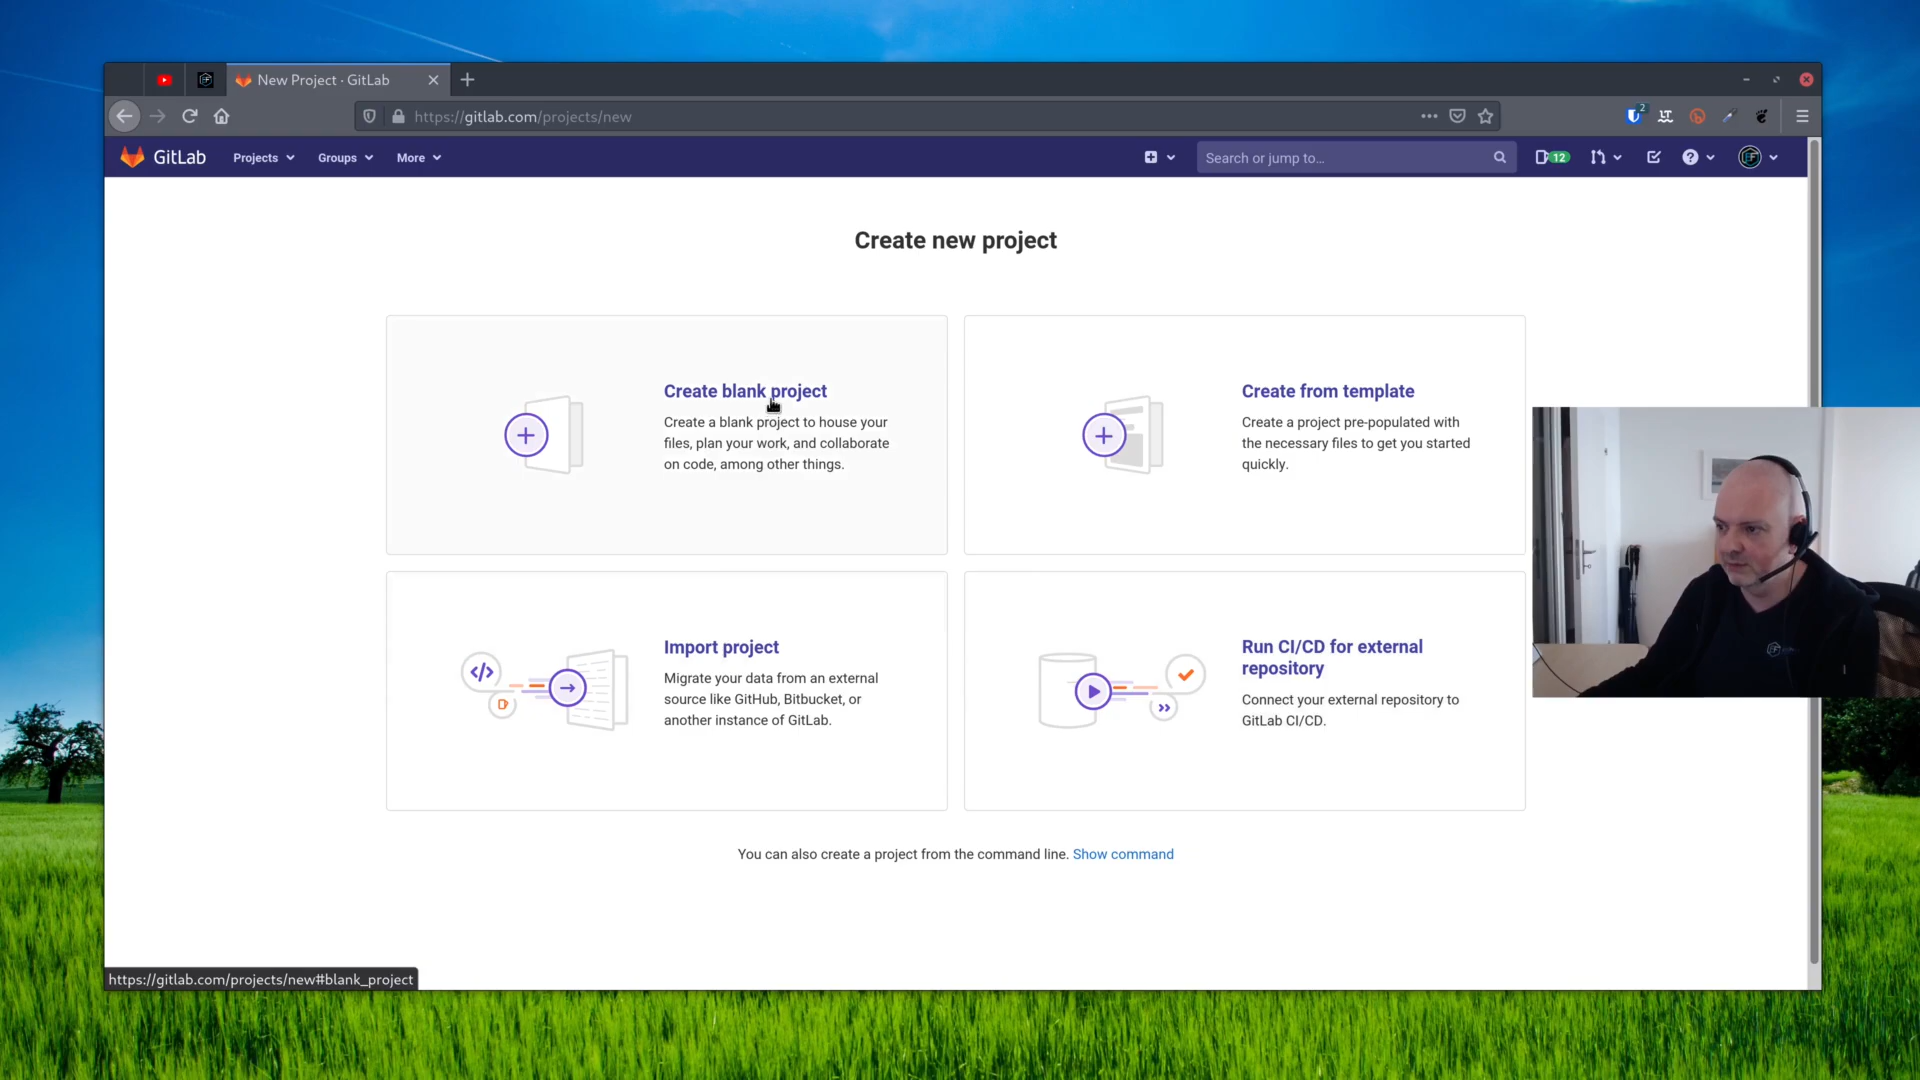 New Project · GitLab
https://gitlab.com/projects/new
2
GitLab
Projects
Groups
More
Search or jump to...
12
Create new project
Create blank project
Create a blank project to house your
files, plan your work, and collaborate
on code, among other things.
Create from template
Create a project pre-populated with
the necessary files to get you started
quickly.
Import project
Migrate your data from an external
source like GitHub, Bitbucket, or
another instance of GitLab.
Run CI/CD for external
repository
Connect your external repository to
GitLab CI/CD.
You can also create a project from the command line. Show command
https://gitlab.com/projects/new#blank_project